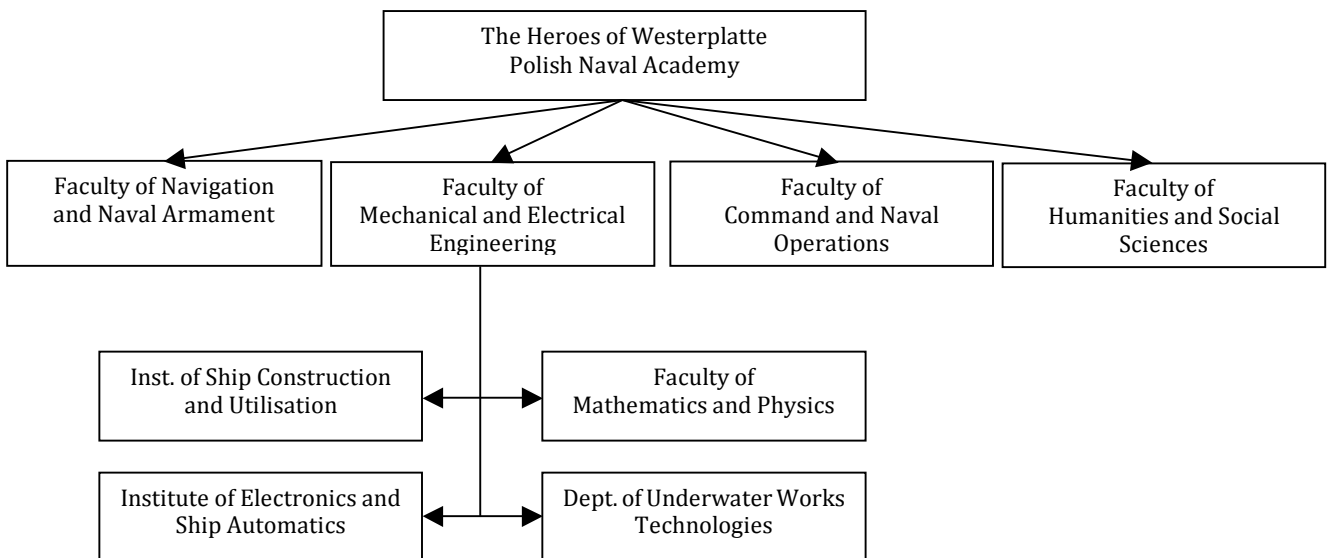 The Heroes of Westerplatte
Polish Naval Academy
Faculty of Navigation
and Naval Armament
Faculty of
Mechanical and Electrical
Engineering
Faculty of
Command and Naval
Operations
Faculty of
Humanities and Social
Sciences
Inst. of Ship Construction
and Utilisation
Faculty of
Mathematics and Physics
Institute of Electronics and
Ship Automatics
Dept. of Underwater Works
Technologies